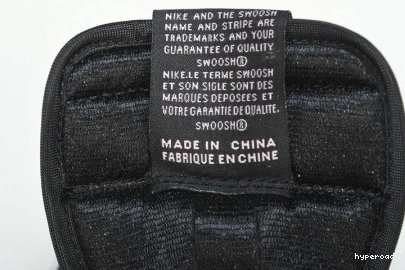 NIKE AND THE SWOOSH
NAME AND STRIPE ARE
TRADEMARKS AND YOUR
GUARANTEE OF QUALITY
SWOOSH®
NIKE.LE TERME SWOOSH
ET SON SIGLE SONT DES
MARQUES DEPOSEES ET
VOTRE GARANTIE DE QUALITE.
SWOOSH®
MADE IN CHINA
FABRIQUE EN CHINE
hyperoad